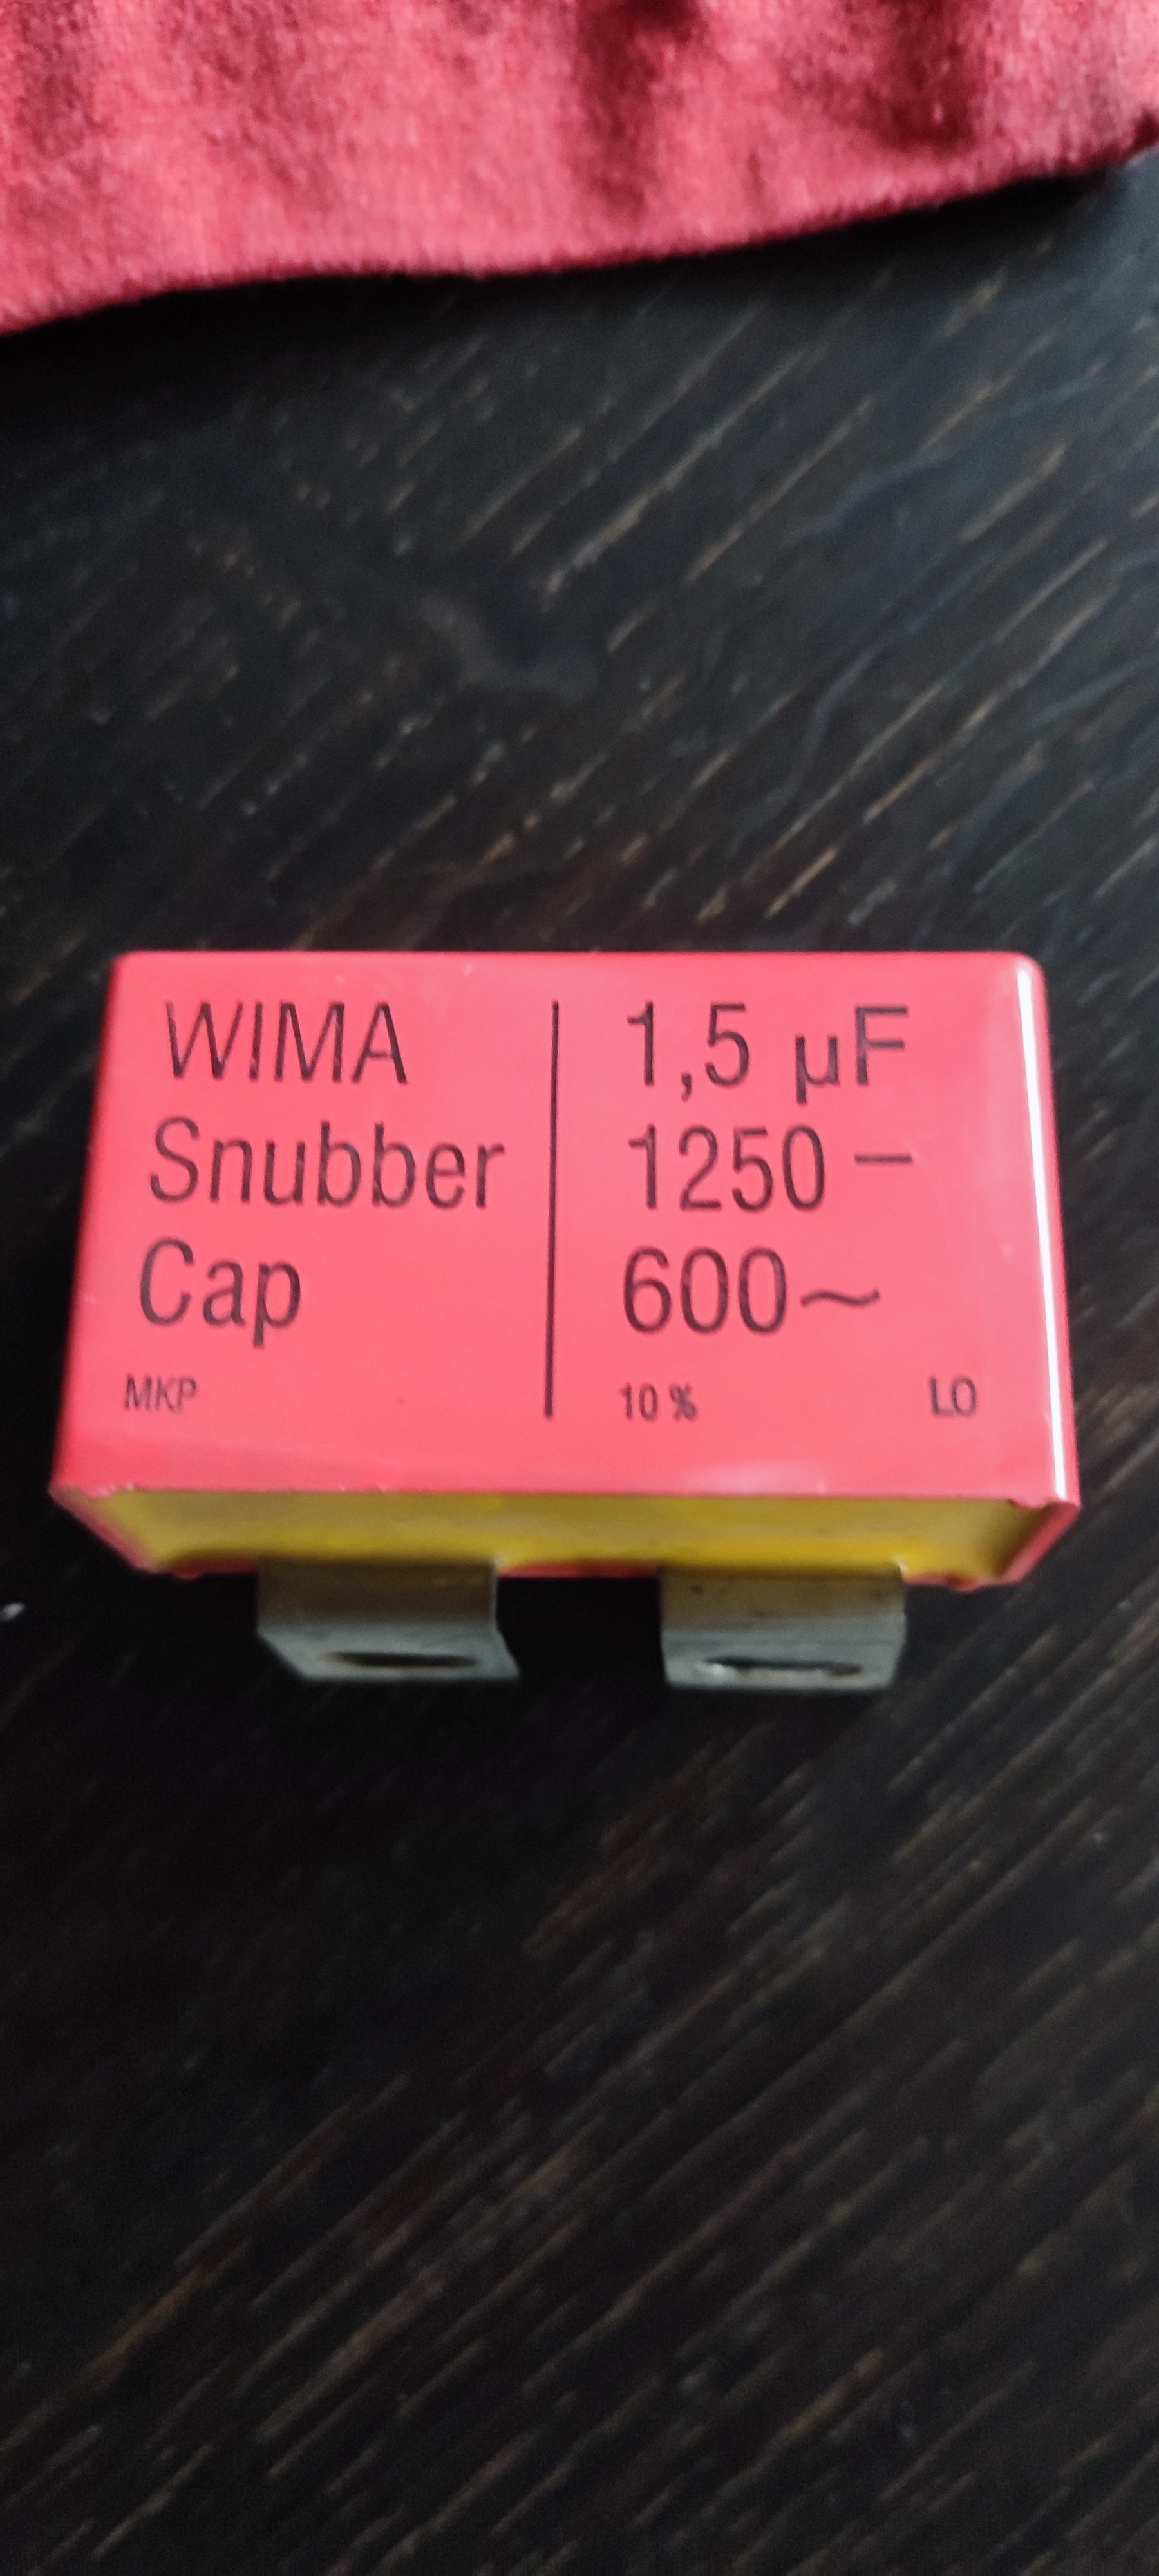 WIMA
Snubber
Cap
MKP
1,5 µF
1250 –
600~
10 % LO